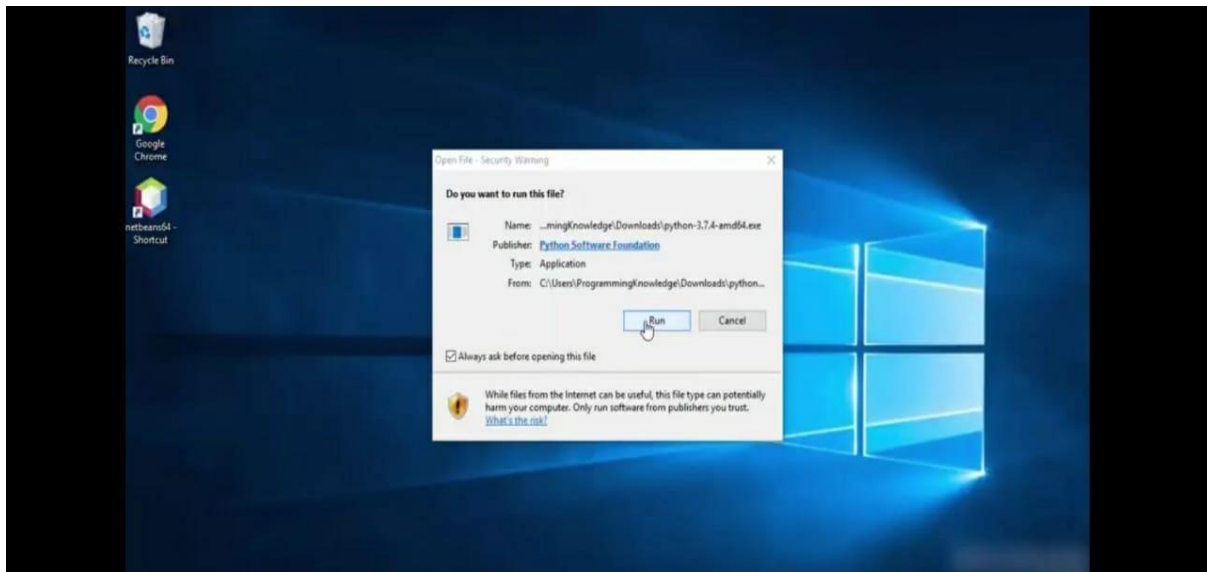 Recycle Bin
Google
Chrome
netbeans64 -
Shortcut
Open File - Security Warning
Do you want to run this file?
Name: ...mingKnowledge\Downloads\python-3.7.4-amd64.exe
Publisher: Python Software Foundation
Type: Application
From: C:\Users\ProgrammingKnowledge\Downloads\python...
Run
Cancel
Always ask before opening this file
While files from the Internet can be useful, this file type can potentially
harm your computer. Only run software from publishers you trust.
What's the risk?